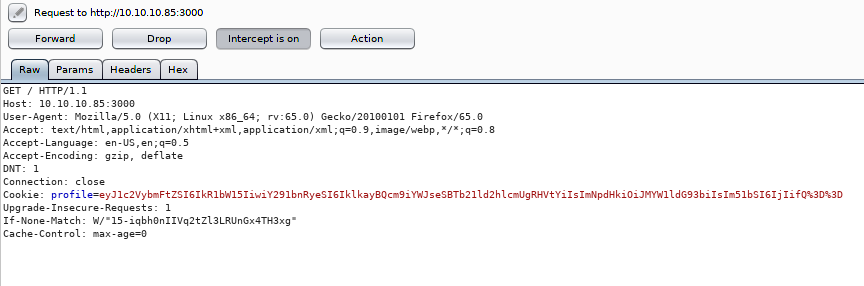 Request to http://10.10.10.85:3000
Forward Drop Intercept is on Action
Raw Params Headers Hex
GET / HTTP/1.1
Host: 10.10.10.85:3000
User-Agent: Mozilla/5.0 (X11; Linux x86_64; rv:65.0) Gecko/20100101 Firefox/65.0
Accept: text/html,application/xhtml+xml,application/xml;q=0.9,image/webp,*/*;q=0.8
Accept-Language: en-US,en;q=0.5
Accept-Encoding: gzip, deflate
DNT: 1
Connection: close
Cookie: profile=eyJ1c2VybmFtZSI6IkR1bW15IiwiY291bnRyeSI6IklkayBQcm9iYWJseSBTb21ld2hlcmUgRHVtYiIsImNpdHkiOiJMYW1ldG93biIsIm51bSI6IjIifQ%3D%3D
Upgrade-Insecure-Requests: 1
If-None-Match: W/"15-iqbh0nIIVq2tZl3LRUnGx4TH3xg"
Cache-Control: max-age=0